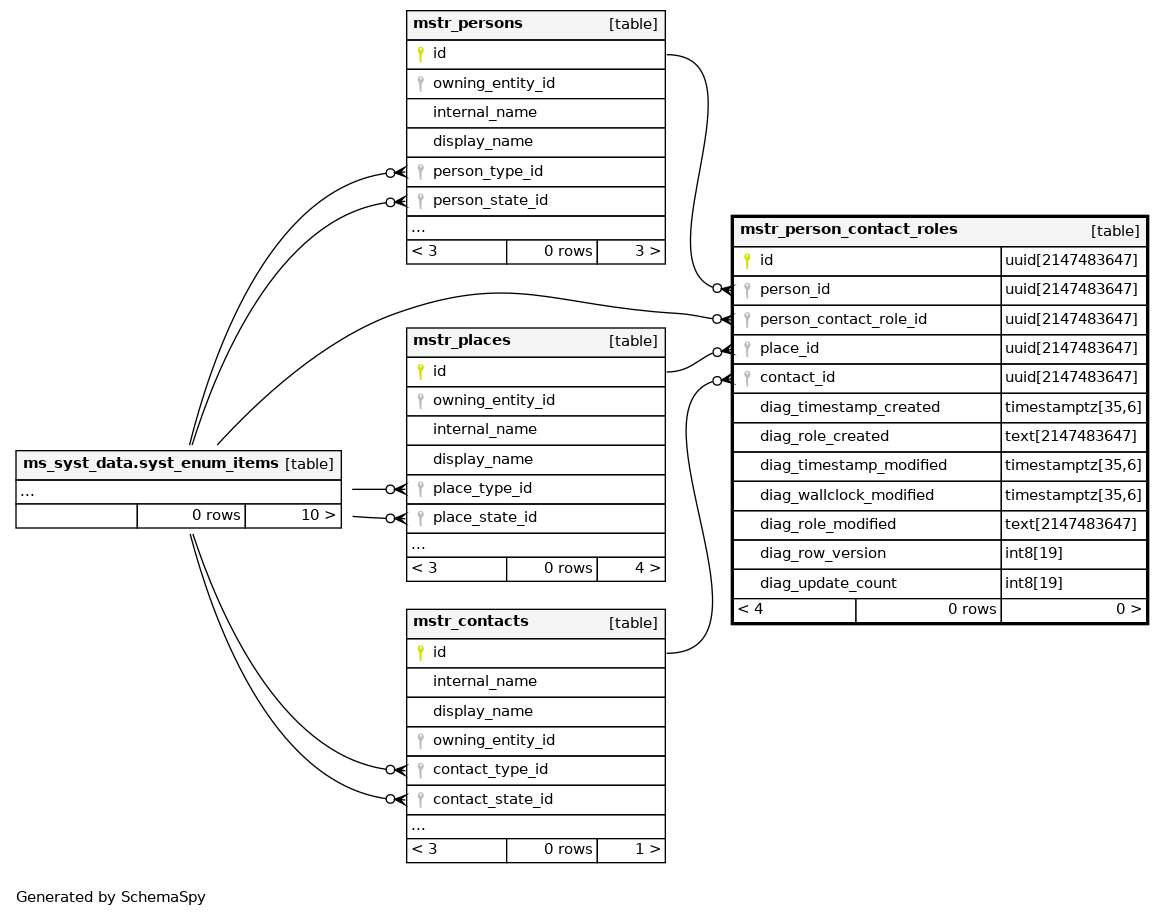 mstr_persons [table]
id
owning_entity_id
internal_name
display_name
person_type_id
person_state_id
...
< 3 0 rows 3 >
mstr_person_contact_roles [table]
id uuid[2147483647]
person_id uuid[2147483647]
person_contact_role_id uuid[2147483647]
place_id uuid[2147483647]
contact_id uuid[2147483647]
diag_timestamp_created timestamptz[35,6]
diag_role_created text[2147483647]
diag_timestamp_modified timestamptz[35,6]
diag_wallclock_modified timestamptz[35,6]
diag_role_modified text[2147483647]
diag_row_version int8[19]
diag_update_count int8[19]
< 4 0 rows 0 >
mstr_places [table]
id
owning_entity_id
internal_name
display_name
place_type_id
place_state_id
...
< 3 0 rows 4 >
ms_syst_data.syst_enum_items [table]
...
0 rows 10 >
mstr_contacts [table]
id
internal_name
display_name
owning_entity_id
contact_type_id
contact_state_id
...
< 3 0 rows 1 >
Generated by SchemaSpy